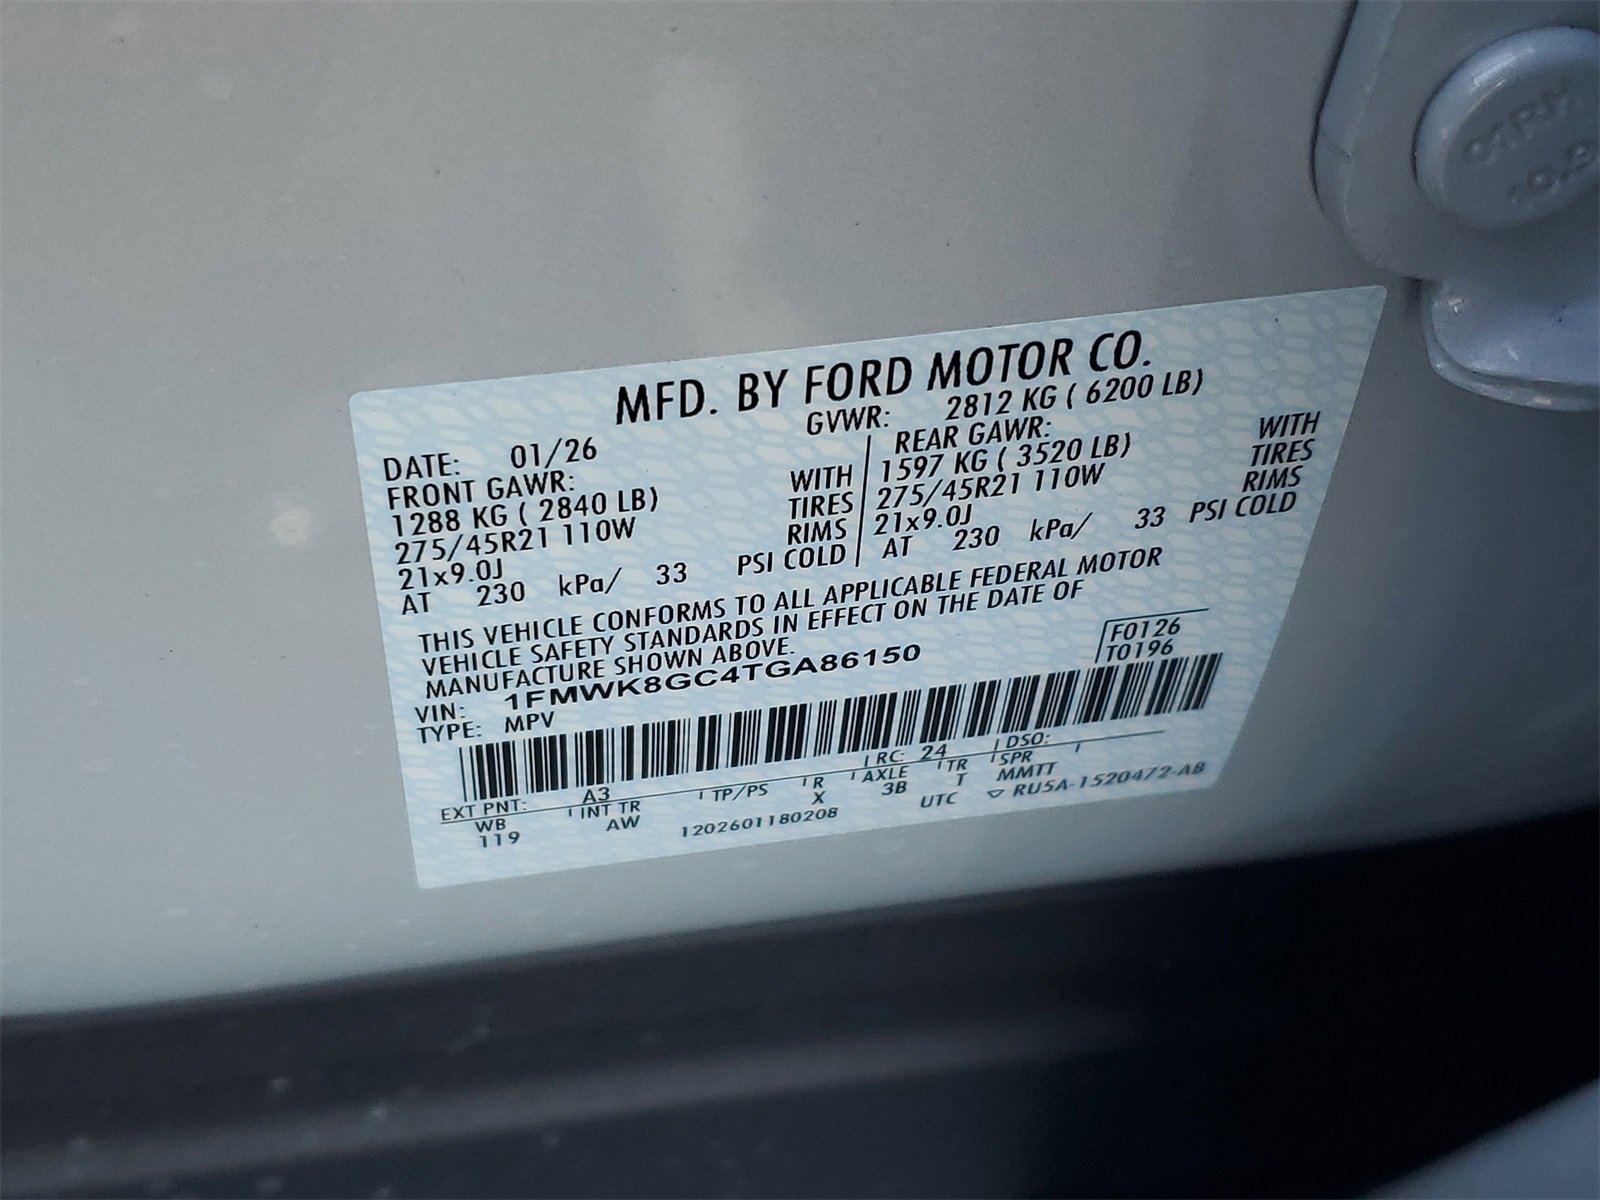 MFD. BY FORD MOTOR CO.
DATE: 01/26 GVWR: 2812 KG ( 6200 LB)
FRONT GAWR: REAR GAWR:
1288 KG ( 2840 LB) WITH 1597 KG ( 3520 LB) WITH
275/45R21 110W TIRES 275/45R21 110W TIRES
21x9.0J RIMS 21x9.0J RIMS
AT 230 kPa/ 33 PSI COLD AT 230 kPa/ 33 PSI COLD
THIS VEHICLE CONFORMS TO ALL APPLICABLE FEDERAL MOTOR
VEHICLE SAFETY STANDARDS IN EFFECT ON THE DATE OF
MANUFACTURE SHOWN ABOVE.
F0126
VIN: 1FMWK8GC4TGA86150 T0196
TYPE: MPV
EXT PNT: A3 RC: 24 DSO:
WB INT TR TP/PS R AXLE TR SPR
119 AW X 3B T MMTT
1202601180208 UTC ▽ RU5A-1520472-AB